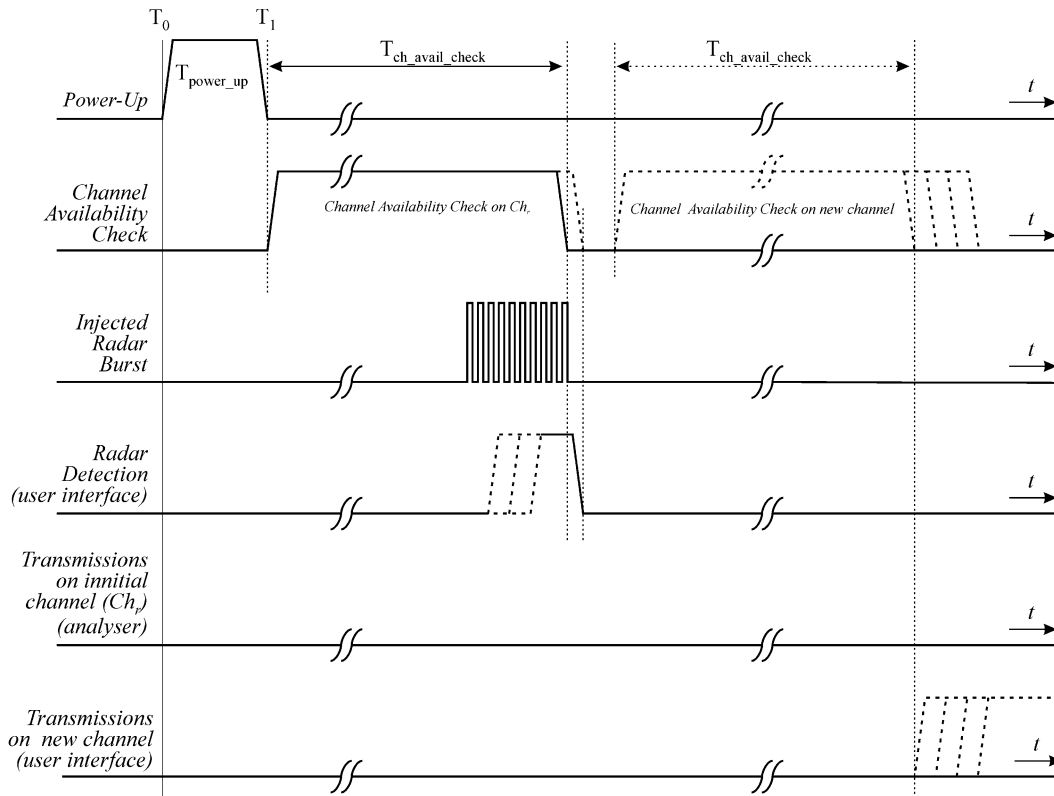 T0 T1
Tch_avail_check Tch_avail_check
Tpower_up
Power-Up
t
Channel
Availability
Check
Channel Availability Check on Chr
Channel Availability Check on new channel
t
Injected
Radar
Burst
t
Radar
Detection
(user interface)
t
Transmissions
on innitial
channel (Chr)
(analyser)
t
Transmissions
on new channel
(user interface)
t